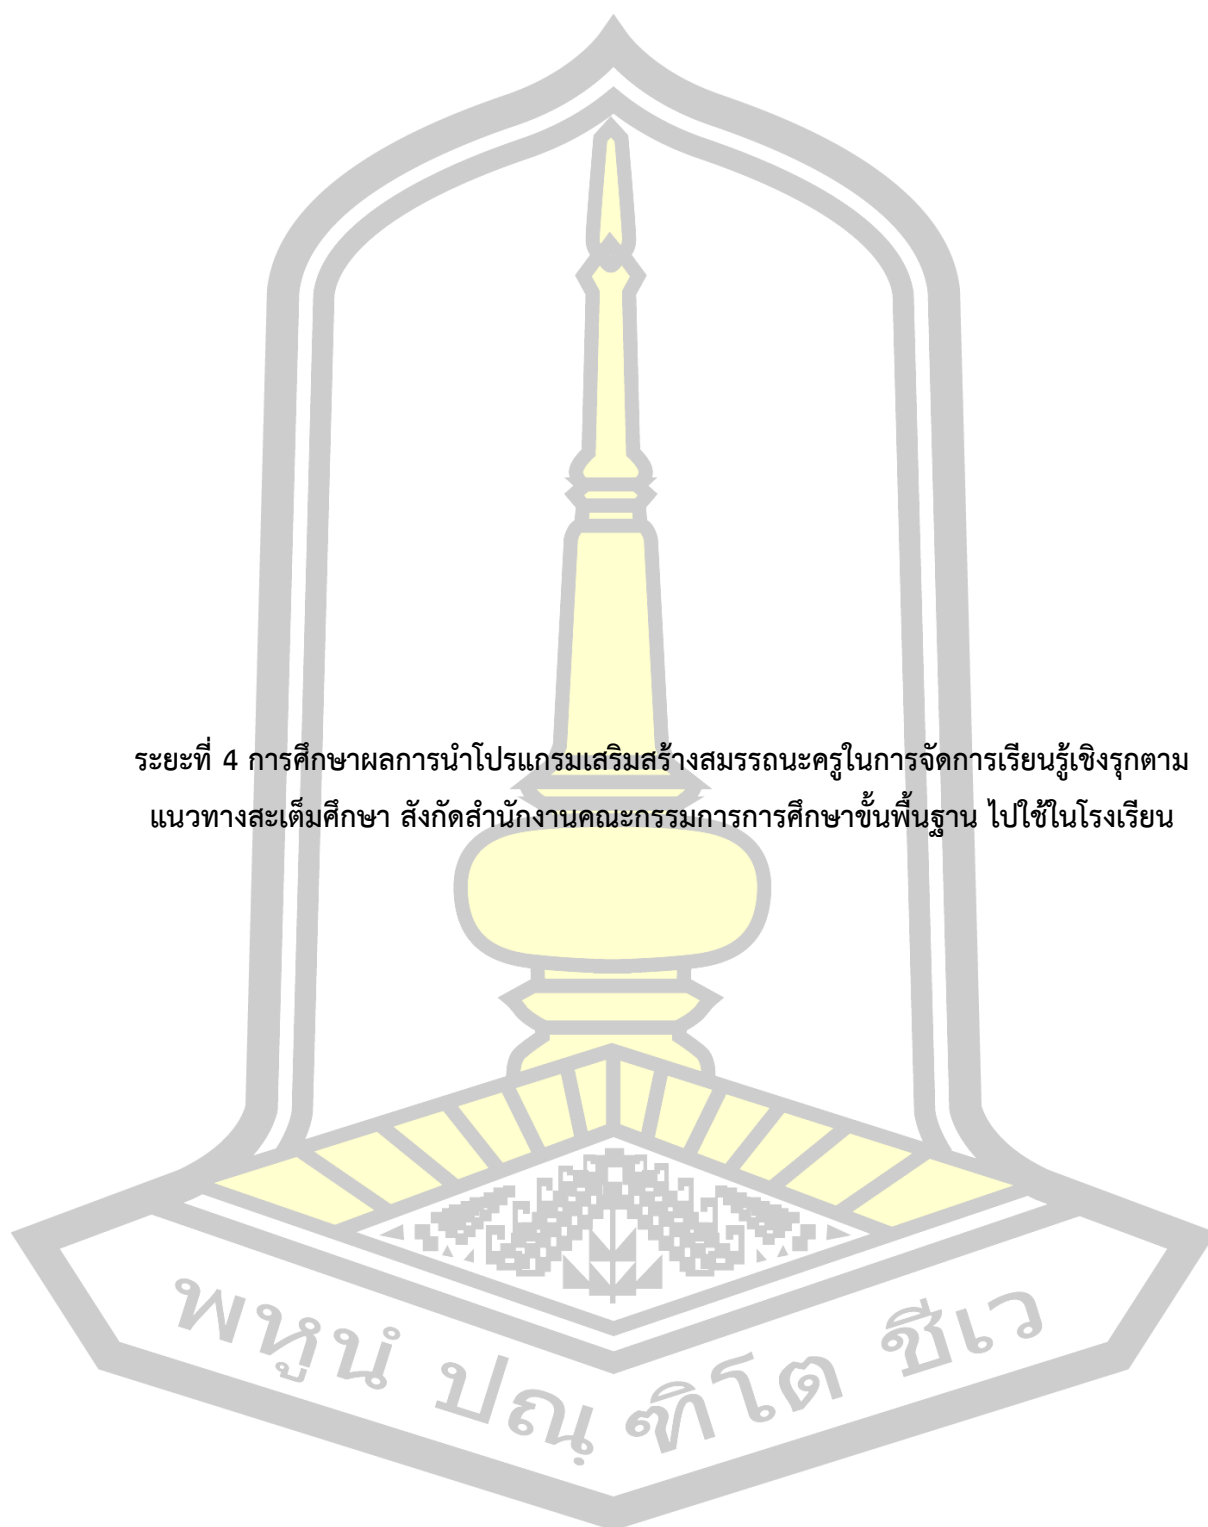 ระยะที่ 4 การศึกษาผลการนำโปรแกรมเสริมสร้างสมรรถนะครูในการจัดการเรียนรู้เชิงรุกตาม
แนวทางสะเต็มศึกษา สังกัดสำนักงานคณะกรรมการการศึกษาขั้นพื้นฐาน ไปใช้ในโรงเรียน
พหูนํ ปณฺฑิโต ชีเว